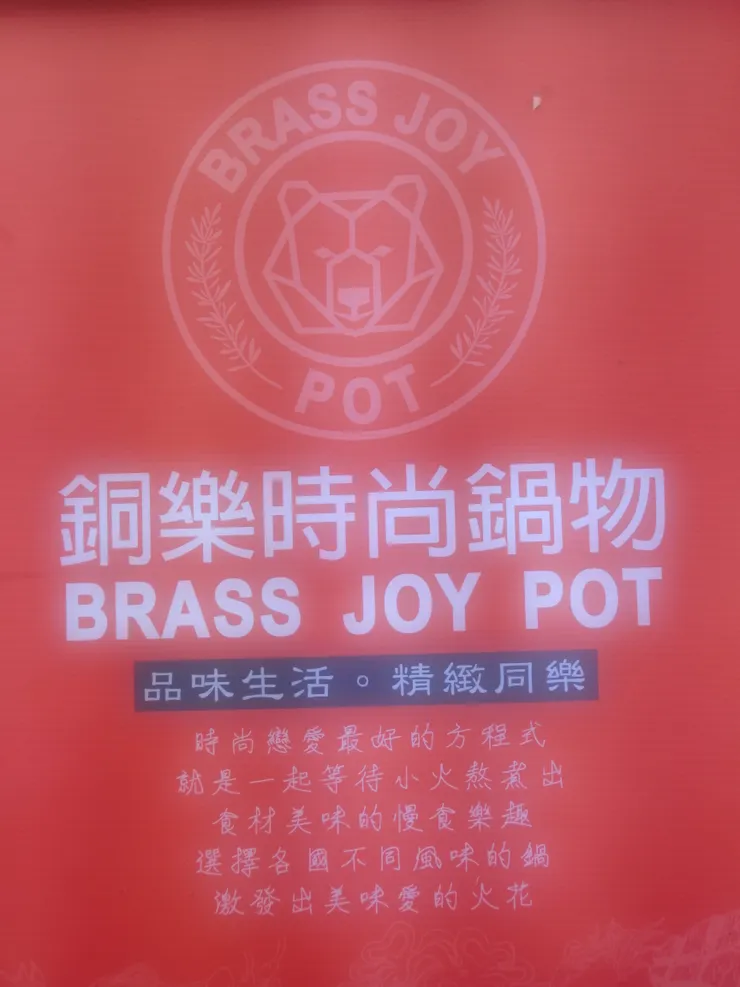 BRASS JOY
POT
銅樂時尚鍋物
BRASS JOY POT
品味生活。精緻同樂
時尚戀愛最好的方程式
就是一起等待小火熬煮出
食材美味的慢食樂趣
選擇各國不同風味的鍋
激發出美味愛的火花